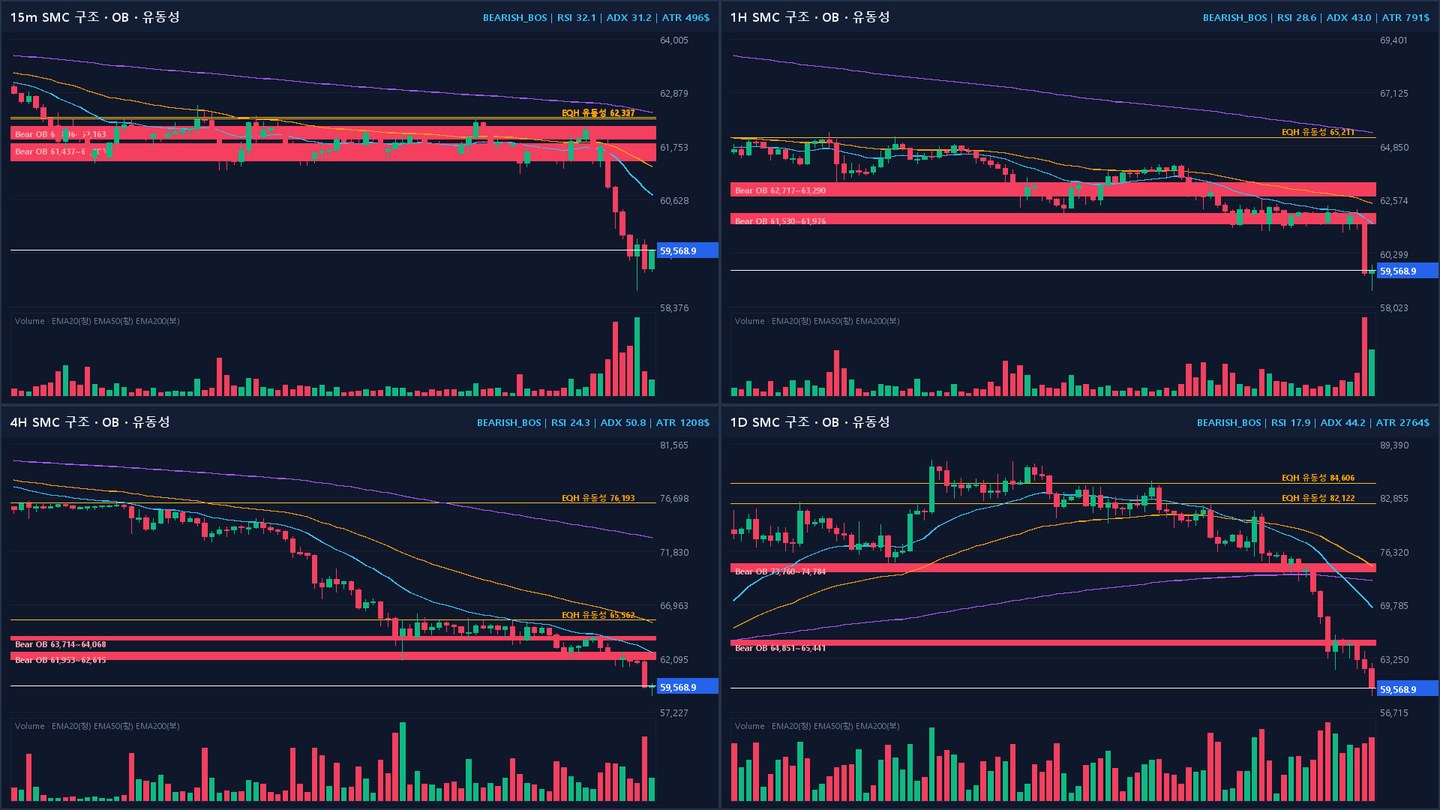 15m SMC 구조 · OB · 유동성
BEARISH_BOS | RSI 32.1 | ADX 31.2 | ATR 496$
64,005
62,879
61,753
60,628
59,568.9
58,376
EQH 유동성 62,327
Bear OB 6
62,163
Bear OB 61,437~6
Volume · EMA20(청) EMA50(황) EMA200(보)
1H SMC 구조 · OB · 유동성
BEARISH_BOS | RSI 28.6 | ADX 43.0 | ATR 791$
69,401
67,125
64,850
62,574
60,299
59,568.9
58,023
EQH 유동성 65,211
Bear OB 62,717~63,290
Bear OB 61,530~61,976
Volume · EMA20(청) EMA50(황) EMA200(보)
4H SMC 구조 · OB · 유동성
BEARISH_BOS | RSI 24.3 | ADX 50.8 | ATR 1208$
81,565
76,698
71,830
66,963
62,095
59,568.9
57,227
EQH 유동성 76,193
EQH 유동성 65,562
Bear OB 63,714~64,068
Bear OB 61,953~62,615
Volume · EMA20(청) EMA50(황) EMA200(보)
1D SMC 구조 · OB · 유동성
BEARISH_BOS | RSI 17.9 | ADX 44.2 | ATR 2764$
89,390
82,855
76,320
69,785
63,250
59,568.9
56,715
EQH 유동성 84,606
EQH 유동성 82,122
Bear OB 73,760~74,784
Bear OB 64,851~65,441
Volume · EMA20(청) EMA50(황) EMA200(보)